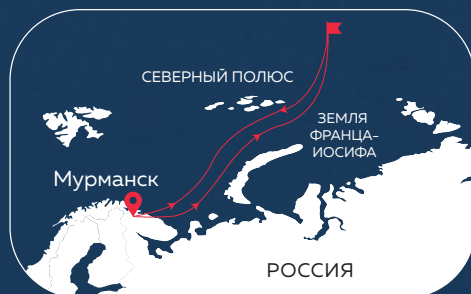 СЕВЕРНЫЙ ПОЛЮС
ЗЕМЛЯ
ФРАНЦА-
ИОСИФА
Мурманск
РОССИЯ